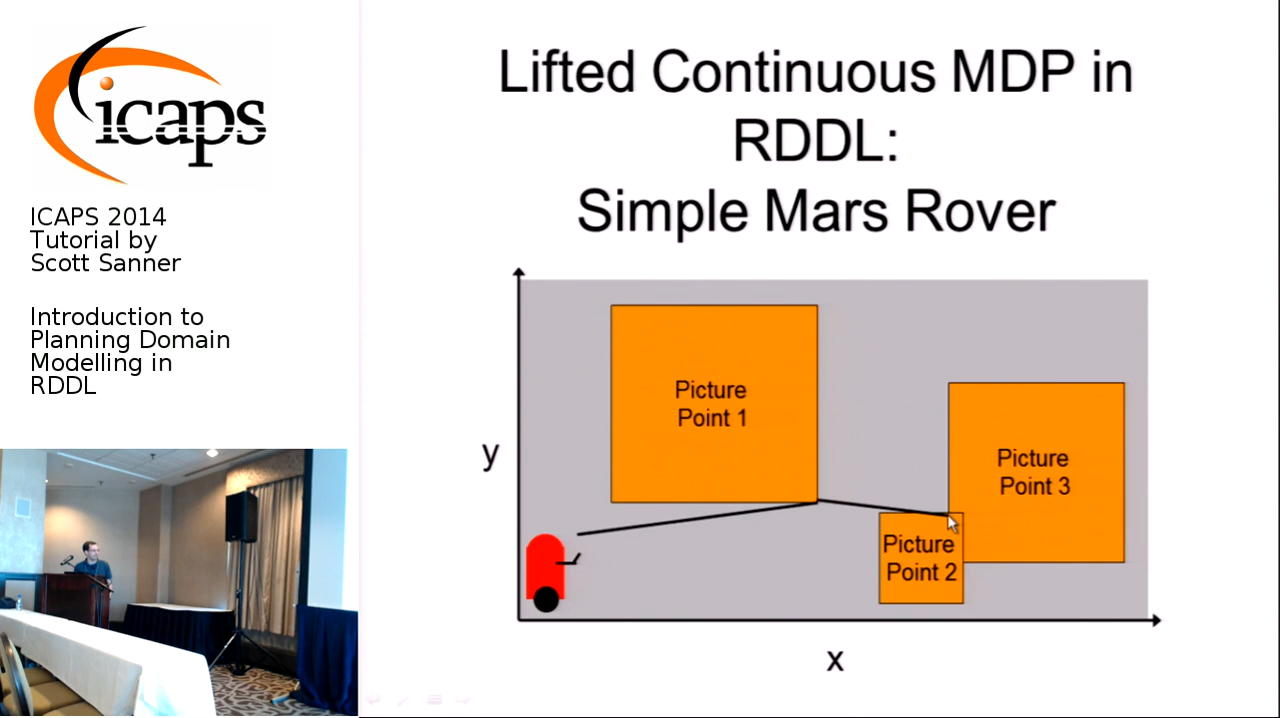 icaps
ICAPS 2014
Tutorial by
Scott Sanner
Introduction to
Planning Domain
Modelling in
RDDL
Lifted Continuous MDP in
RDDL:
Simple Mars Rover
Picture
Point 1
Picture
Point 3
Picture
Point 2
y
x